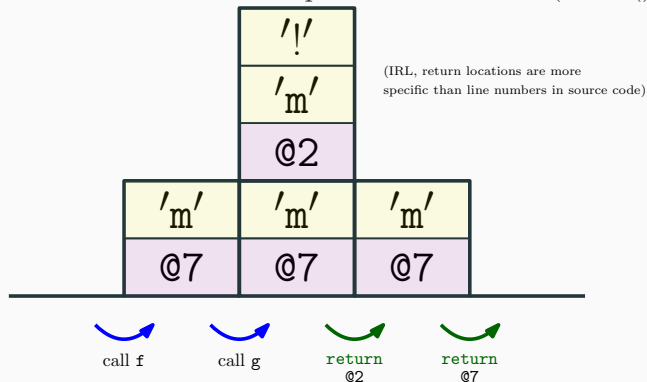 '!'
(IRL, return locations are more
specific than line numbers in source code)
'm'
@2
'm' 'm' 'm'
@7 @7 @7
call f call g return return
@2 @7